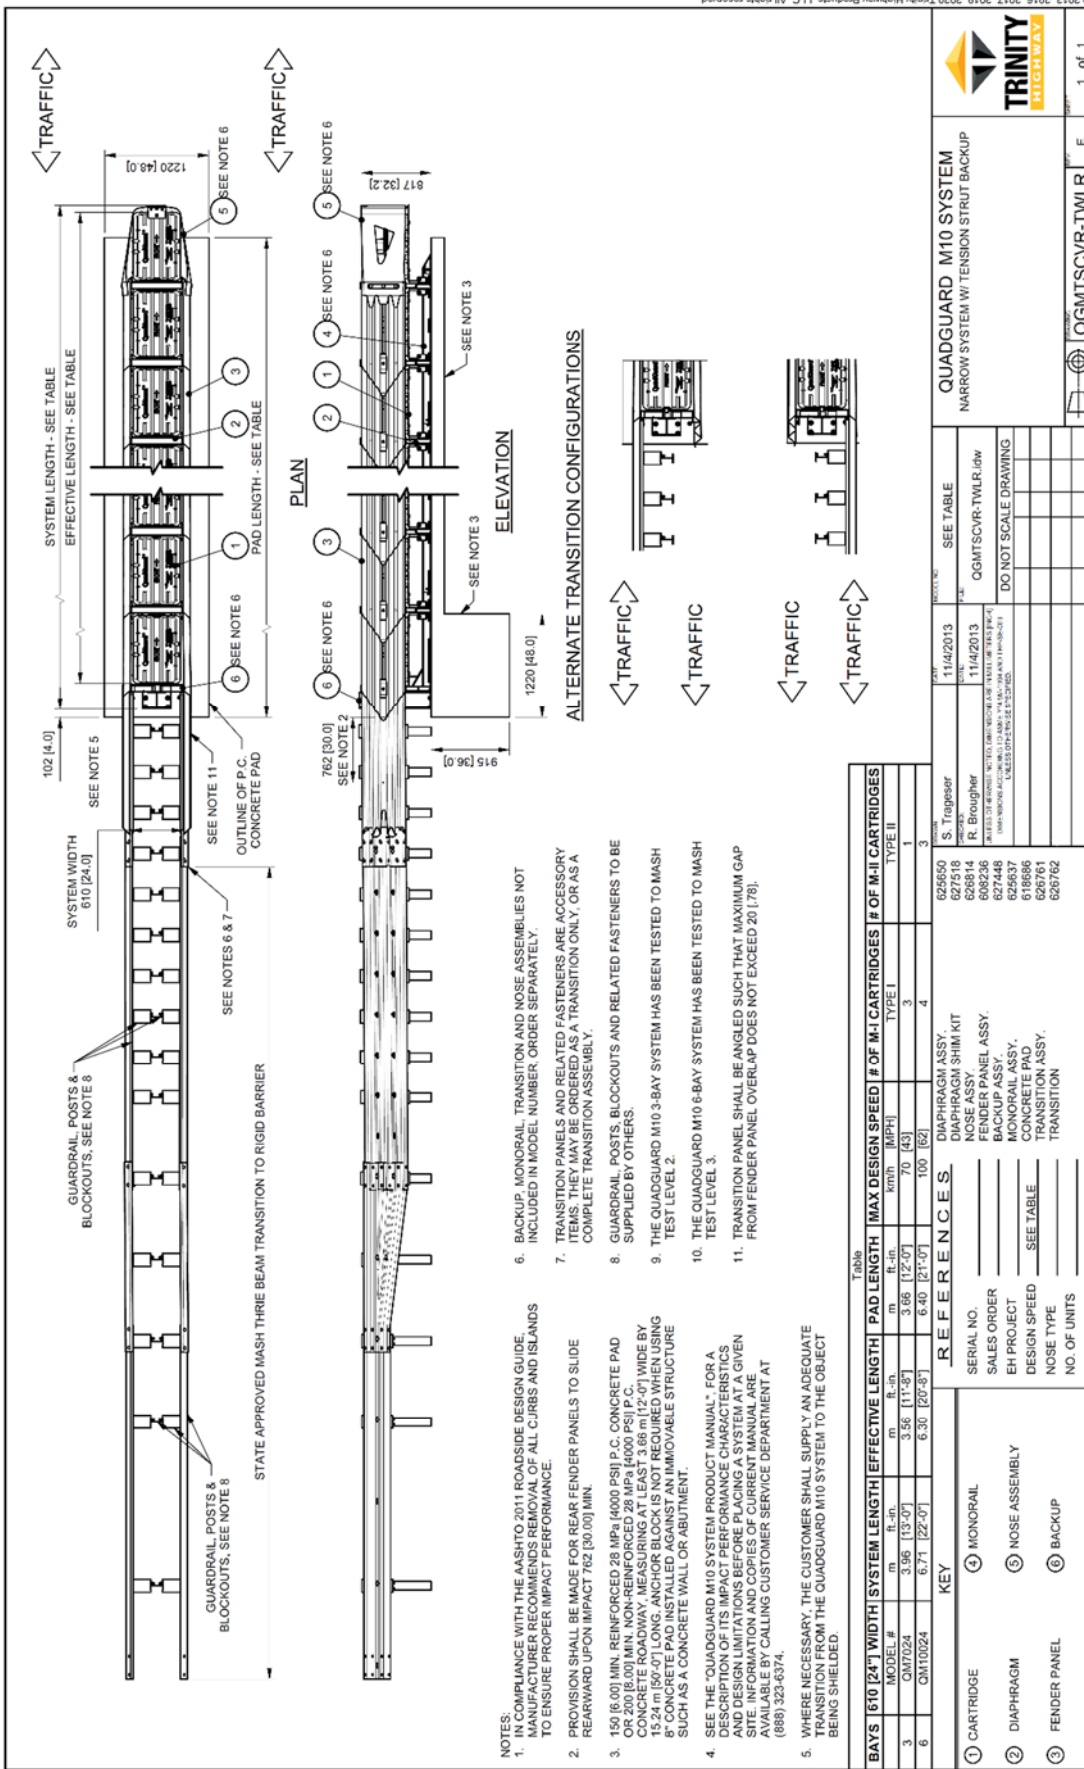 TRAFFIC
TRAFFIC
SYSTEM LENGTH - SEE TABLE
EFFECTIVE LENGTH - SEE TABLE
102 [4.0]
1220 [48.0]
SEE NOTE 5
SYSTEM WIDTH
610 [24.0]
GUARDRAIL, POSTS &
BLOCKOUTS, SEE NOTE 8
GUARDRAIL, POSTS &
BLOCKOUTS, SEE NOTE 8
STATE APPROVED MASH THRIE BEAM TRANSITION TO RIGID BARRIER
SEE NOTES 6 & 7
SEE NOTE 11
OUTLINE OF P.C.
CONCRETE PAD
6
SEE NOTE 6
1
PAD LENGTH - SEE TABLE
2
3
5
SEE NOTE 6
PLAN
762 [30.0]
SEE NOTE 2
6
SEE NOTE 6
3
2
1
4
SEE NOTE 6
5
SEE NOTE 6
817 [32.2]
915 [36.0]
1220 [48.0]
SEE NOTE 3
SEE NOTE 3
ELEVATION
ALTERNATE TRANSITION CONFIGURATIONS
TRAFFIC
TRAFFIC
TRAFFIC
TRAFFIC
NOTES:
1. IN COMPLIANCE WITH THE AASHTO 2011 ROADSIDE DESIGN GUIDE,
MANUFACTURER RECOMMENDS REMOVAL OF ALL CURBS AND ISLANDS
TO ENSURE PROPER IMPACT PERFORMANCE.
2. PROVISION SHALL BE MADE FOR REAR FENDER PANELS TO SLIDE
REARWARD UPON IMPACT 762 [30.00] MIN.
3. 150 [6.00] MIN. REINFORCED 28 MPa [4000 PSI] P.C. CONCRETE PAD
OR 200 [8.00] MIN. NON-REINFORCED 28 MPa [4000 PSI] P.C.
CONCRETE ROADWAY, MEASURING AT LEAST 3.66 m [12'-0"] WIDE BY
15.24 m [50'-0"] LONG. ANCHOR BLOCK IS NOT REQUIRED WHEN USING
8" CONCRETE PAD INSTALLED AGAINST AN IMMOVABLE STRUCTURE
SUCH AS A CONCRETE WALL OR ABUTMENT.
4. SEE THE "QUADGUARD M10 SYSTEM PRODUCT MANUAL", FOR A
DESCRIPTION OF ITS IMPACT PERFORMANCE CHARACTERISTICS
AND DESIGN LIMITATIONS BEFORE PLACING A SYSTEM AT A GIVEN
SITE. INFORMATION AND COPIES OF CURRENT MANUAL ARE
AVAILABLE BY CALLING CUSTOMER SERVICE DEPARTMENT AT
(888) 323-6374.
5. WHERE NECESSARY, THE CUSTOMER SHALL SUPPLY AN ADEQUATE
TRANSITION FROM THE QUADGUARD M10 SYSTEM TO THE OBJECT
BEING SHIELDED.
6. BACKUP, MONORAIL, TRANSITION AND NOSE ASSEMBLIES NOT
INCLUDED IN MODEL NUMBER, ORDER SEPARATELY.
7. TRANSITION PANELS AND RELATED FASTENERS ARE ACCESSORY
ITEMS. THEY MAY BE ORDERED AS A TRANSITION ONLY, OR AS A
COMPLETE TRANSITION ASSEMBLY.
8. GUARDRAIL, POSTS, BLOCKOUTS AND RELATED FASTENERS TO BE
SUPPLIED BY OTHERS.
9. THE QUADGUARD M10 3-BAY SYSTEM HAS BEEN TESTED TO MASH
TEST LEVEL 2.
10. THE QUADGUARD M10 6-BAY SYSTEM HAS BEEN TESTED TO MASH
TEST LEVEL 3.
11. TRANSITION PANEL SHALL BE ANGLED SUCH THAT MAXIMUM GAP
FROM FENDER PANEL OVERLAP DOES NOT EXCEED 20 [.78].
Table
BAYS 610 [24"] WIDTH SYSTEM LENGTH EFFECTIVE LENGTH PAD LENGTH MAX DESIGN SPEED # OF M-I CARTRIDGES # OF M-II CARTRIDGES
MODEL # m ft.-in. m ft.-in. m ft.-in. km/h [MPH] TYPE I TYPE II
3 QM7024 3.96 [13'-0"] 3.56 [11'-8"] 3.66 [12'-0"] 70 [43] 3 1
6 QM10024 6.71 [22'-0"] 6.30 [20'-8"] 6.40 [21'-0"] 100 [62] 4 3
KEY
1 CARTRIDGE
2 DIAPHRAGM
3 FENDER PANEL
4 MONORAIL
5 NOSE ASSEMBLY
6 BACKUP
REFERENCES
SERIAL NO.
SALES ORDER
EH PROJECT
DESIGN SPEED SEE TABLE
NOSE TYPE
NO. OF UNITS
DIAPHRAGM ASSY. 625650
DIAPHRAGM SHIM KIT 627518
NOSE ASSY. 626814
FENDER PANEL ASSY. 608236
BACKUP ASSY. 627448
MONORAIL ASSY. 625637
CONCRETE PAD 618686
TRANSITION ASSY. 626761
TRANSITION 626762
S. Trageser
11/4/2013
SEE TABLE
R. Brougher
11/4/2013
QGMTSCVR-TWLR.idw
UNLESS OTHERWISE SPECIFIED.
DO NOT SCALE DRAWING
QUADGUARD M10 SYSTEM
NARROW SYSTEM W/ TENSION STRUT BACKUP
TRINITY
HIGHWAY
QGMTSCVR-TWLR
1 of 1